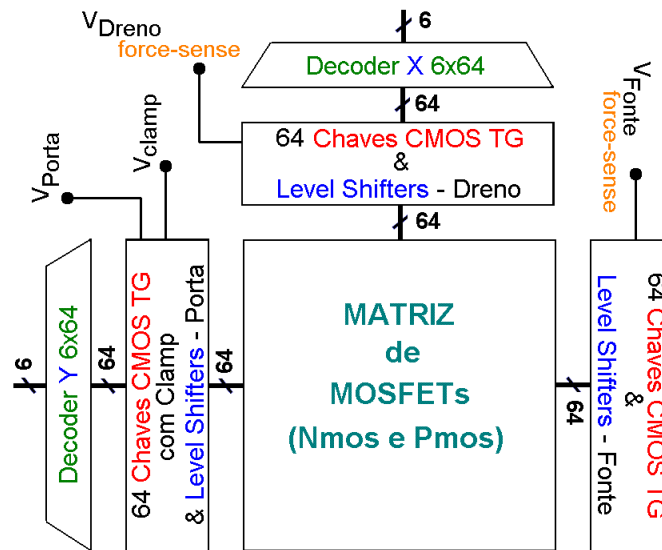 6
V Dreno
force-sense
Decoder X 6x64
64
64 Chaves CMOS TG
&
Level Shifters - Dreno
64
V Fonte
force-sense
V Porta
V clamp
6
Decoder Y 6x64
64
64 Chaves CMOS TG
com Clamp
& Level Shifters - Porta
64
MATRIZ
de
MOSFETs
(Nmos e Pmos)
64
64 Chaves CMOS TG
&
Level Shifters - Fonte